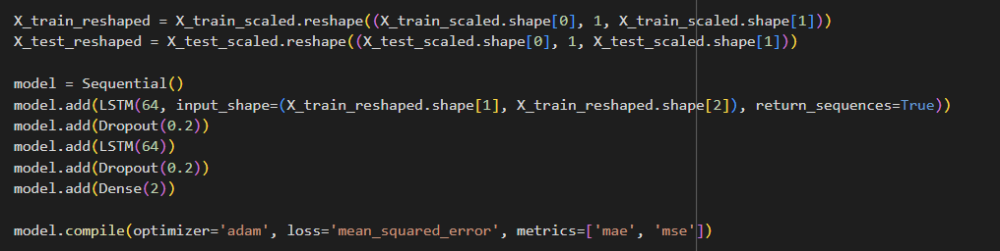 X_train_reshaped = X_train_scaled.reshape((X_train_scaled.shape[0], 1, X_train_scaled.shape[1]))
X_test_reshaped = X_test_scaled.reshape((X_test_scaled.shape[0], 1, X_test_scaled.shape[1]))
model = Sequential()
model.add(LSTM(64, input_shape=(X_train_reshaped.shape[1], X_train_reshaped.shape[2]), return_sequences=True))
model.add(Dropout(0.2))
model.add(LSTM(64))
model.add(Dropout(0.2))
model.add(Dense(2))
model.compile(optimizer='adam', loss='mean_squared_error', metrics=['mae', 'mse'])